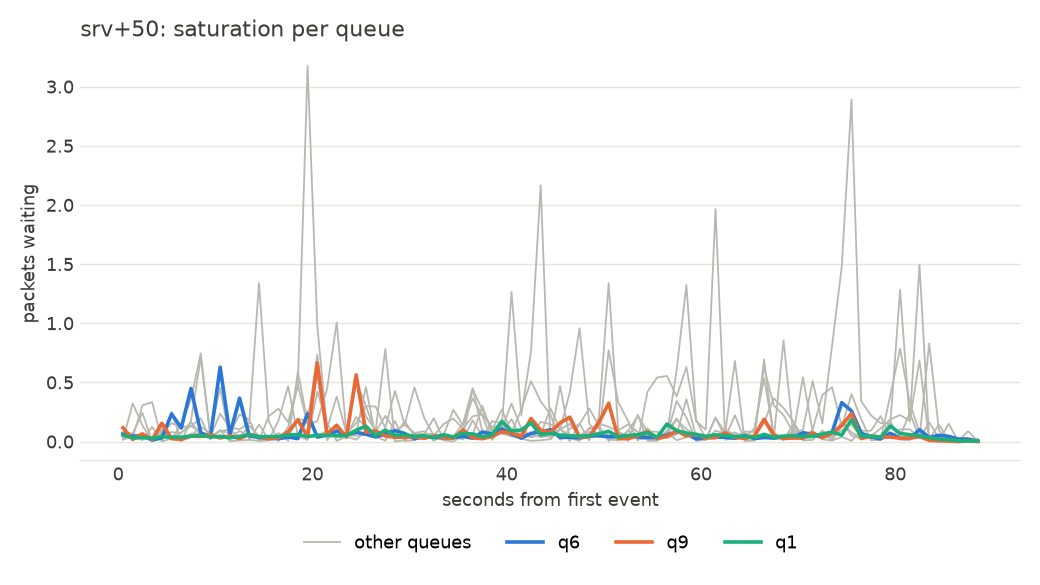 srv+50: saturation per queue
packets waiting
3.0
2.5
2.0
1.5
1.0
0.5
0.0
0 20 40 60 80
seconds from first event
other queues q6 q9 q1